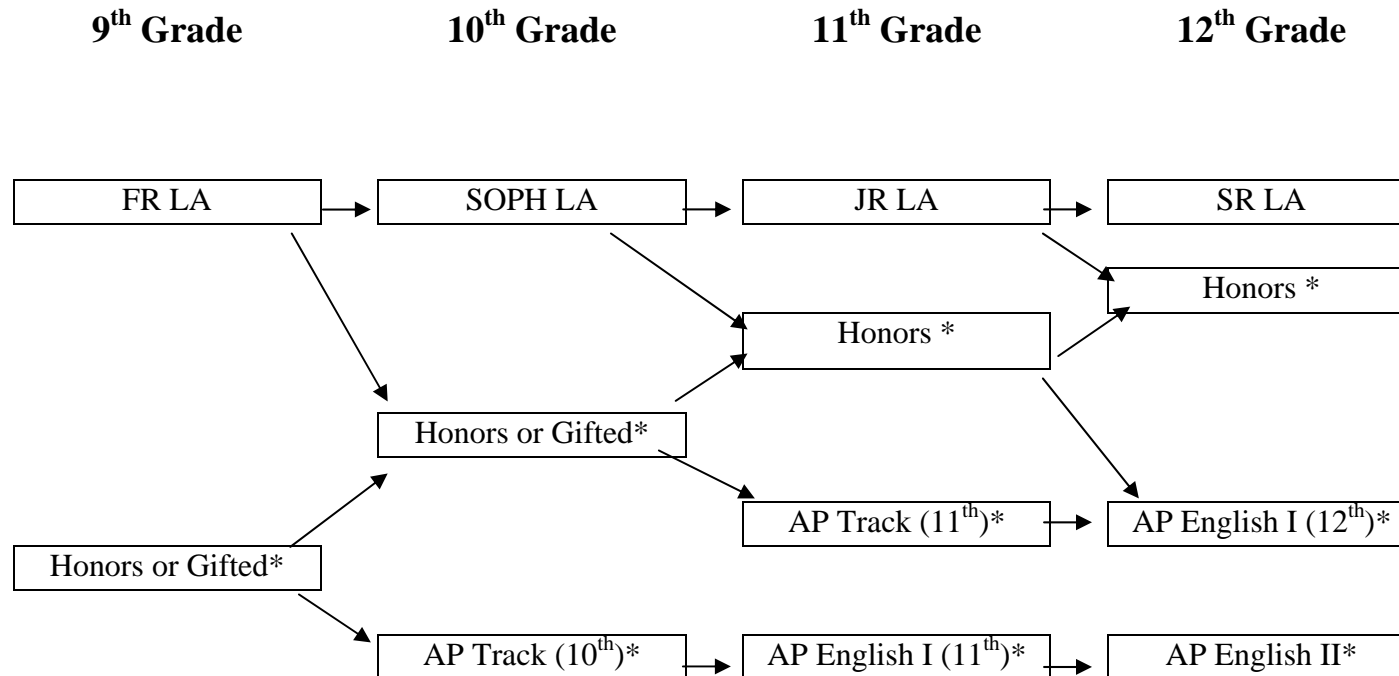 9th Grade 10th Grade 11th Grade 12th Grade
FR LA SOPH LA JR LA SR LA
Honors *
Honors *
Honors or Gifted*
AP Track (11th)* AP English I (12th)*
Honors or Gifted*
AP Track (10th)* AP English I (11th)* AP English II*